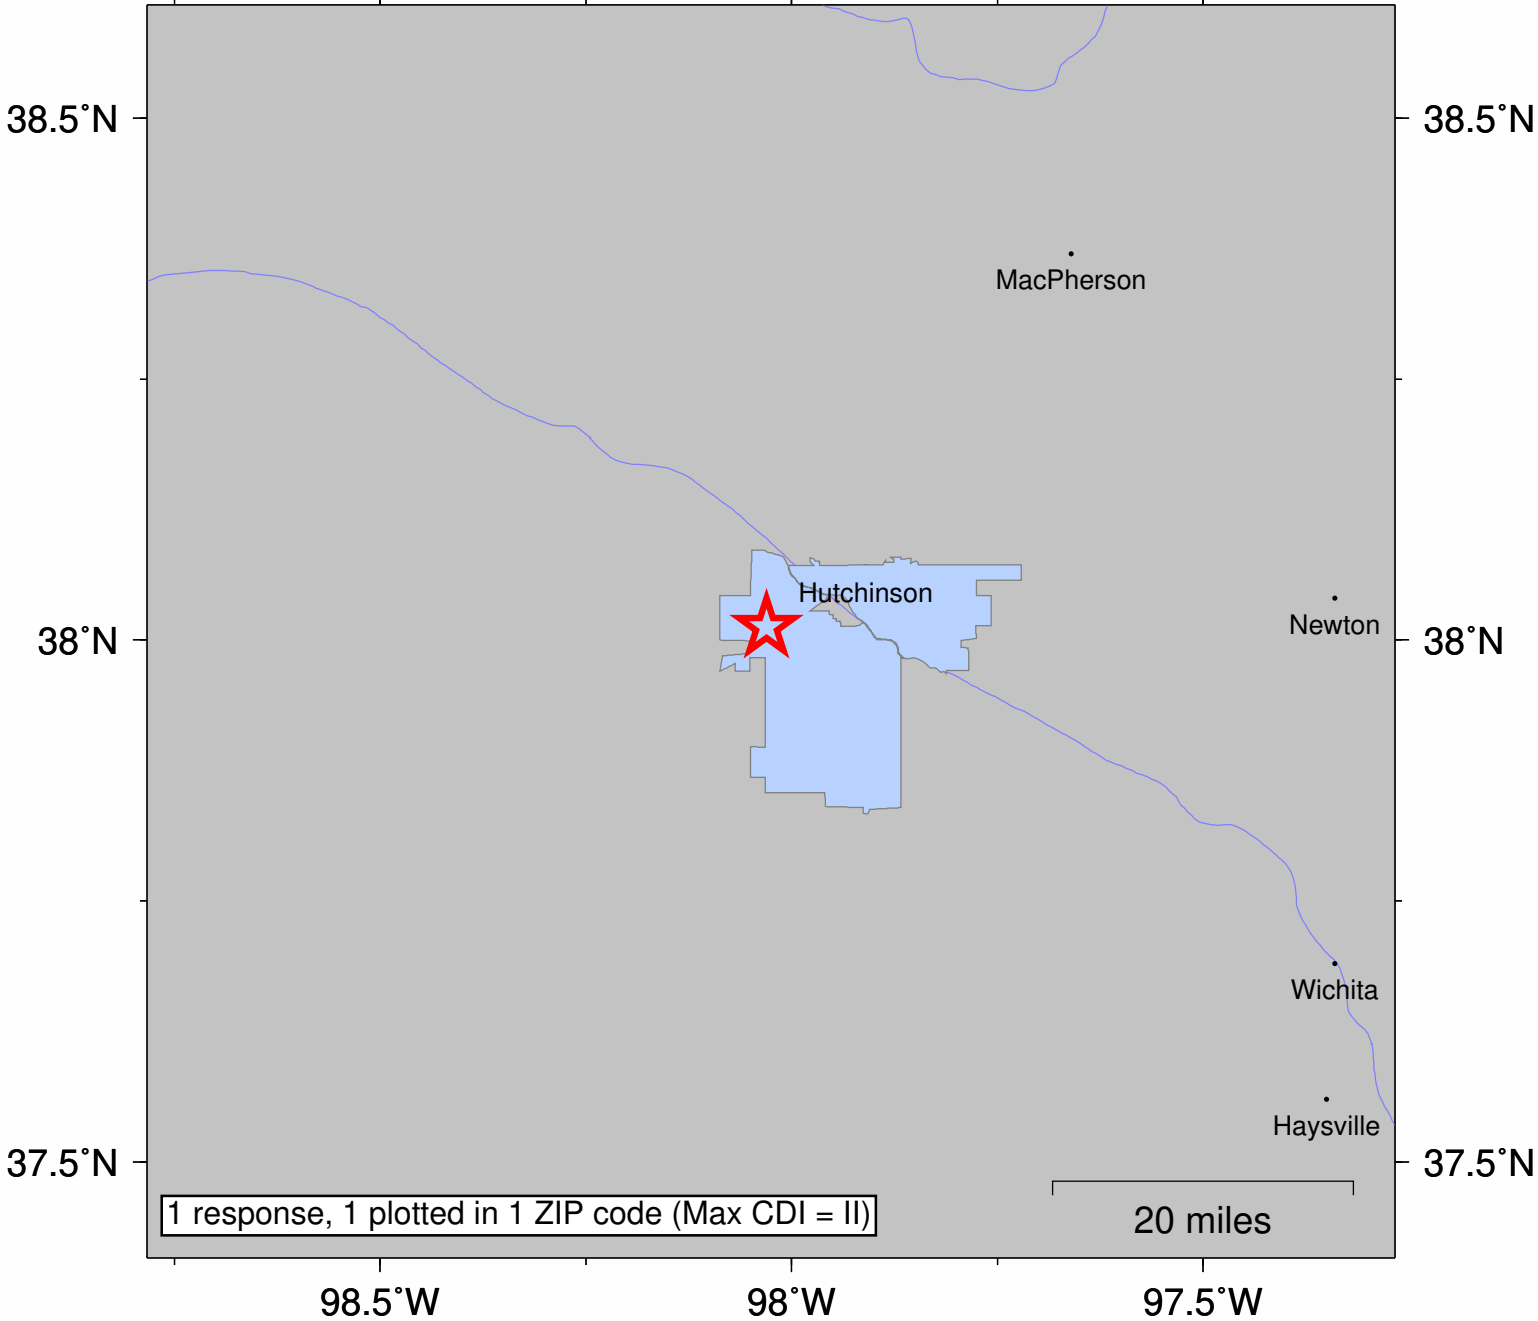 38.5°N
38.5°N
MacPherson
Hutchinson
Newton
38°N
38°N
Wichita
Haysville
37.5°N
37.5°N
1 response, 1 plotted in 1 ZIP code (Max CDI = II)
20 miles
98.5°W
98°W
97.5°W